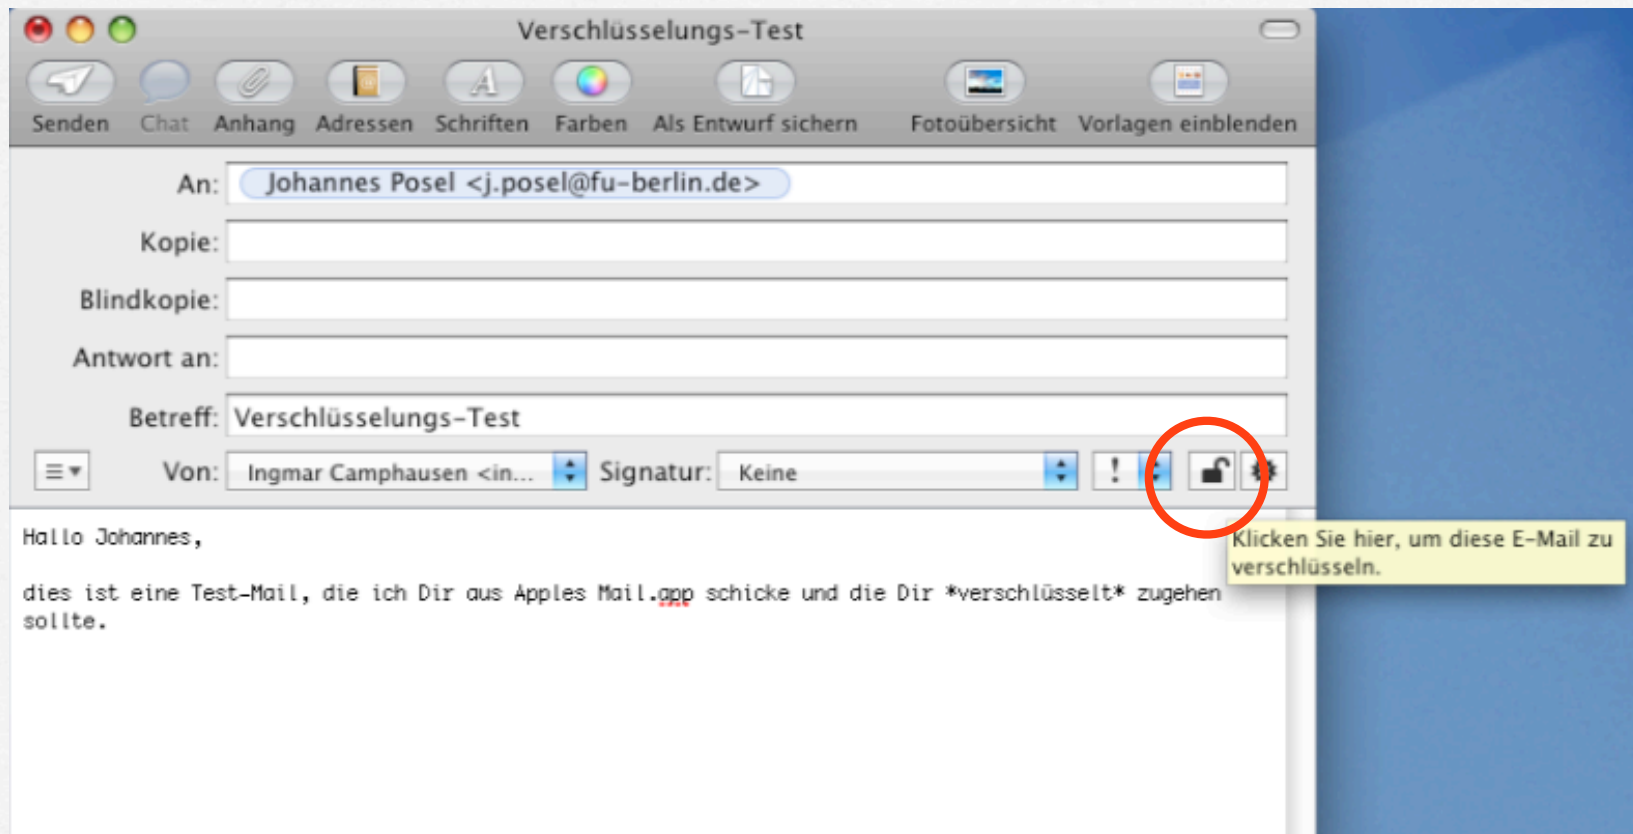 Verschlüsselungs-Test
Senden Chat Anhang Adressen Schriften Farben Als Entwurf sichern Fotoübersicht Vorlagen einblenden
An: Johannes Posel <j.posel@fu-berlin.de>
Kopie:
Blindkopie:
Antwort an:
Betreff: Verschlüsselungs-Test
Von: Ingmar Camphausen <in... Signatur: Keine !
Klicken Sie hier, um diese E-Mail zu
verschlüsseln.
Hallo Johannes,
dies ist eine Test-Mail, die ich Dir aus Apples Mail.app schicke und die Dir *verschlüsselt* zugehen
sollte.